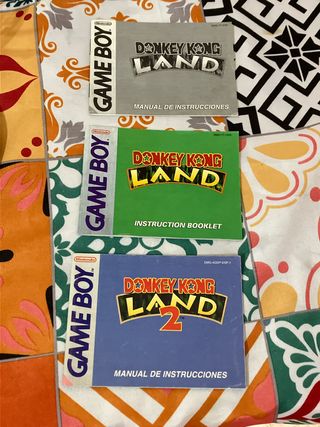 GAME BOY
DONKEY KONG
LAND
MANUAL DE INSTRUCCIONES
Nintendo
GAME BOY
DONKEY KONG
LAND
INSTRUCTION BOOKLET
Nintendo
GAME BOY
DONKEY KONG
LAND
2
MANUAL DE INSTRUCCIONES